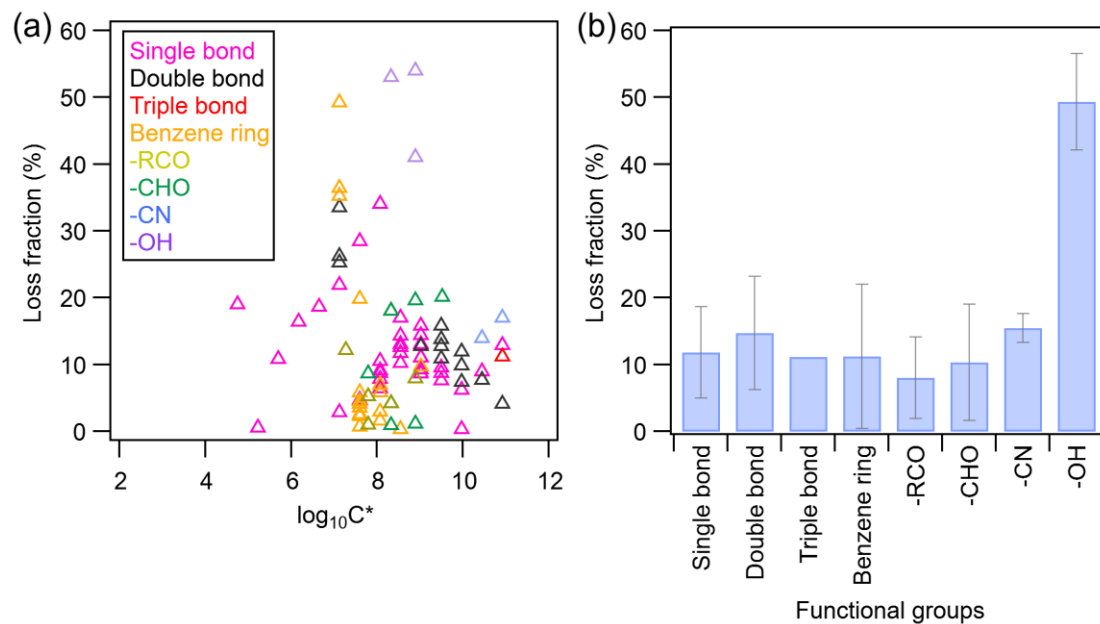 (a)
60
50
40
30
20
10
0
Loss fraction (%)
Single bond
Double bond
Triple bond
Benzene ring
-RCO
-CHO
-CN
-OH
2 4 6 8 10 12
log₁₀C*
(b)
60
50
40
30
20
10
0
Loss fraction (%)
Single bond
Double bond
Triple bond
Benzene ring
-RCO
-CHO
-CN
-OH
Functional groups